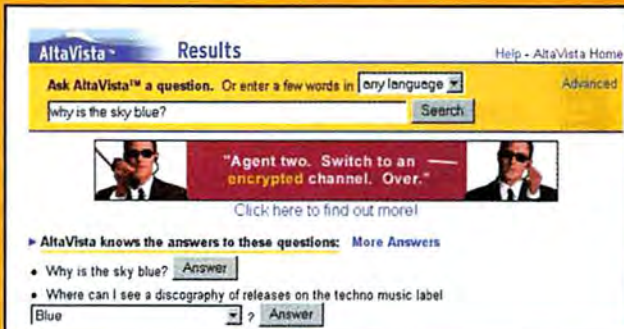 AltaVista™ Results Help - AltaVista Home
Ask AltaVista™ a question. Or enter a few words in any language Advanced
why is the sky blue? Search
"Agent two. Switch to an
encrypted channel. Over."
Click here to find out more!
AltaVista knows the answers to these questions: More Answers
• Why is the sky blue? Answer
• Where can I see a discography of releases on the techno music label
Blue ? Answer